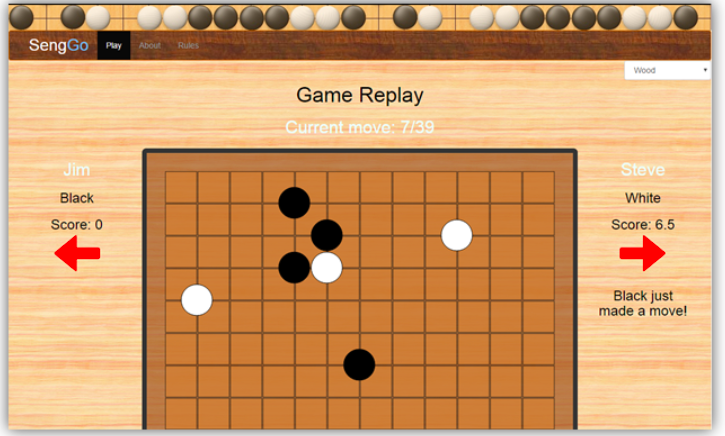 SengGo Play About Rules
Wood
Game Replay
Current move: 7/39
Jim
Black
Score: 0
Steve
White
Score: 6.5
Black just
made a move!